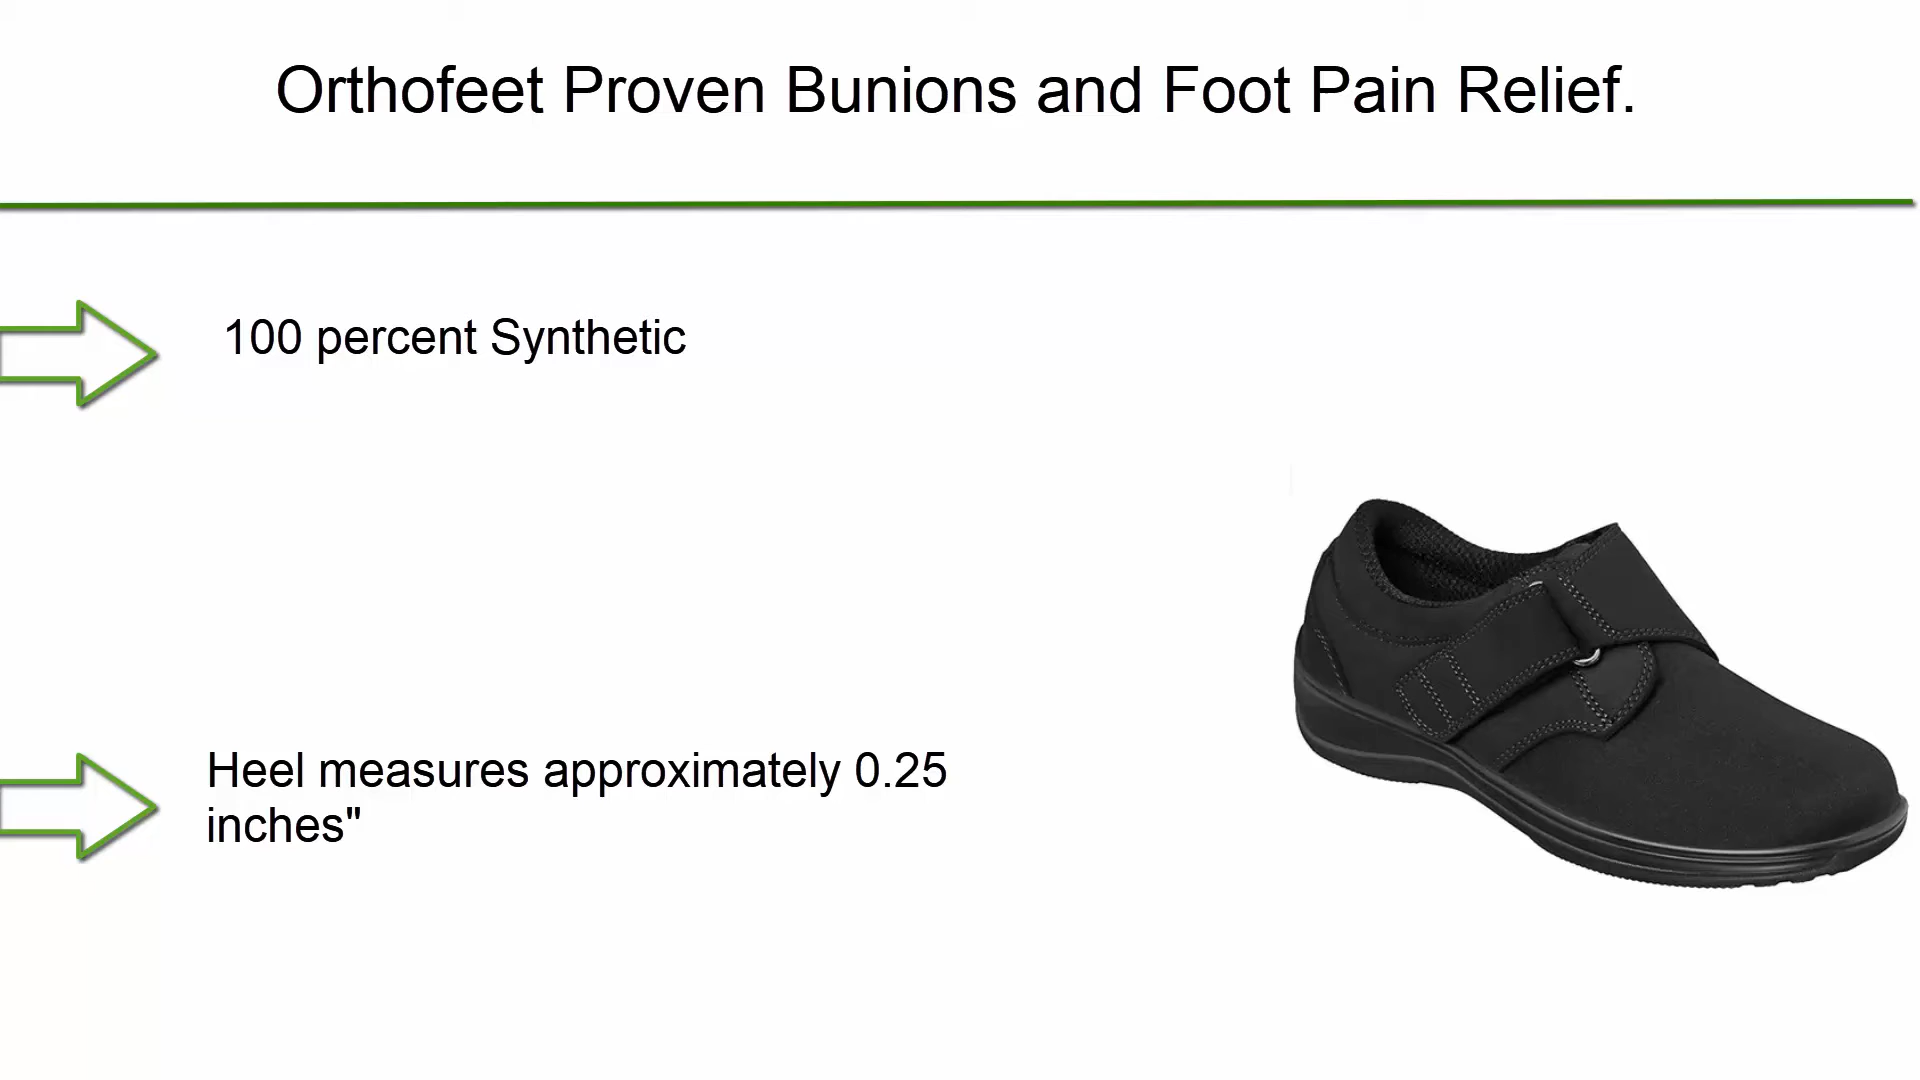 Orthofeet Proven Bunions and Foot Pain Relief.
100 percent Synthetic
Heel measures approximately 0.25
inches"